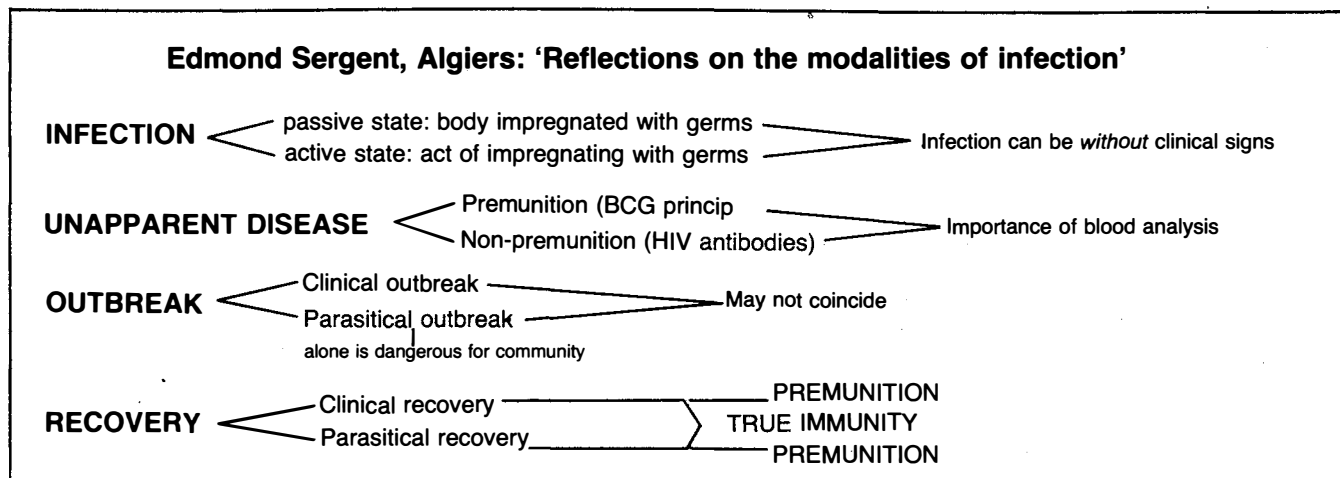 Edmond Sergent, Algiers: ‘Reflections on the modalities of infection’
INFECTION
passive state: body impregnated with germs
active state: act of impregnating with germs
Infection can be without clinical signs
UNAPPARENT DISEASE
Premunition (BCG princip
Non-premunition (HIV antibodies)
Importance of blood analysis
OUTBREAK
Clinical outbreak
Parasitical outbreak
alone is dangerous for community
May not coincide
RECOVERY
Clinical recovery
Parasitical recovery
PREMUNITION
TRUE IMMUNITY
PREMUNITION